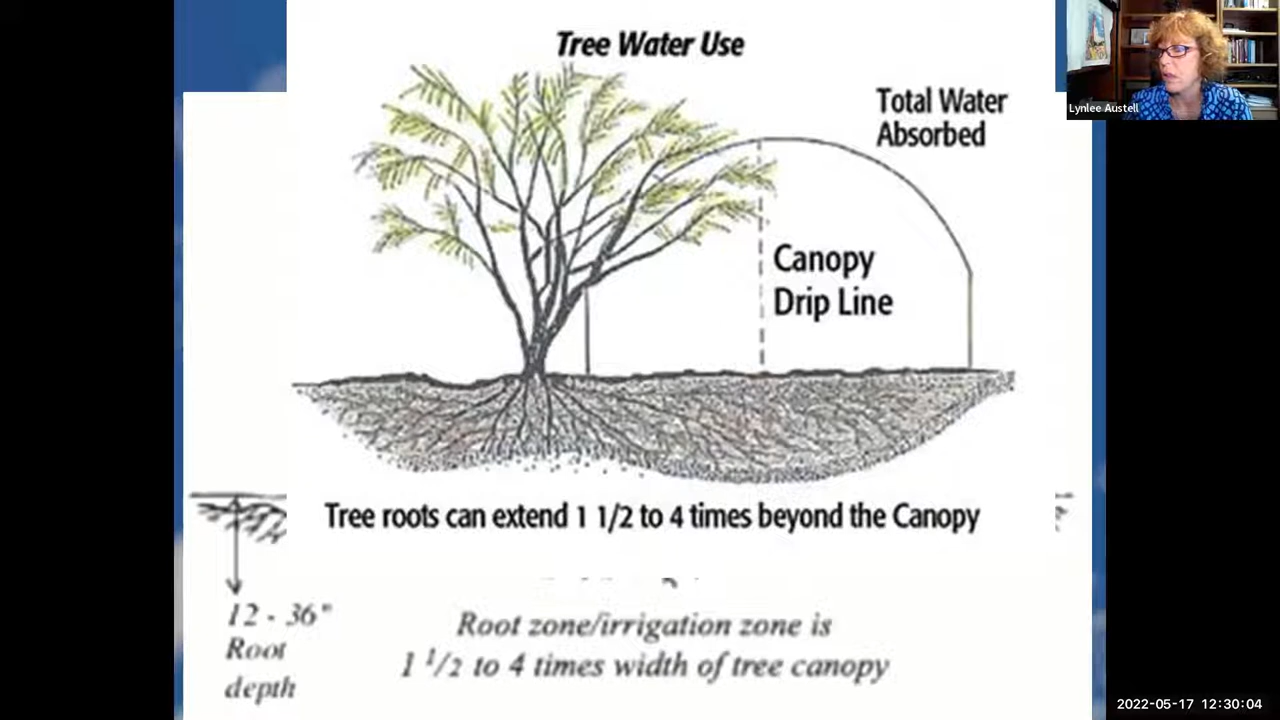 Tree Water Use
Total Water
Absorbed
Lynlee Austell
Canopy
Drip Line
Tree roots can extend 1 1/2 to 4 times beyond the Canopy
12 - 36"
Root
depth
Root zone/irrigation zone is
1 1/2 to 4 times width of tree canopy
2022-05-17 12:30:04